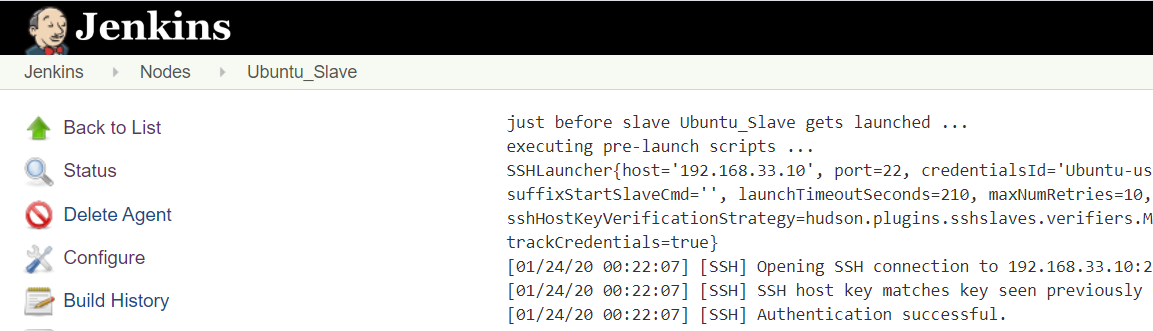 Jenkins
Jenkins Nodes Ubuntu_Slave
Back to List
Status
Delete Agent
Configure
Build History
just before slave Ubuntu_Slave gets launched ...
executing pre-launch scripts ...
SSHLauncher{host='192.168.33.10', port=22, credentialsId='Ubuntu-us
suffixStartSlaveCmd='', launchTimeoutSeconds=210, maxNumRetries=10,
sshHostKeyVerificationStrategy=hudson.plugins.sshslaves.verifiers.M
trackCredentials=true}
[01/24/20 00:22:07] [SSH] Opening SSH connection to 192.168.33.10:2
[01/24/20 00:22:07] [SSH] SSH host key matches key seen previously
[01/24/20 00:22:07] [SSH] Authentication successful.